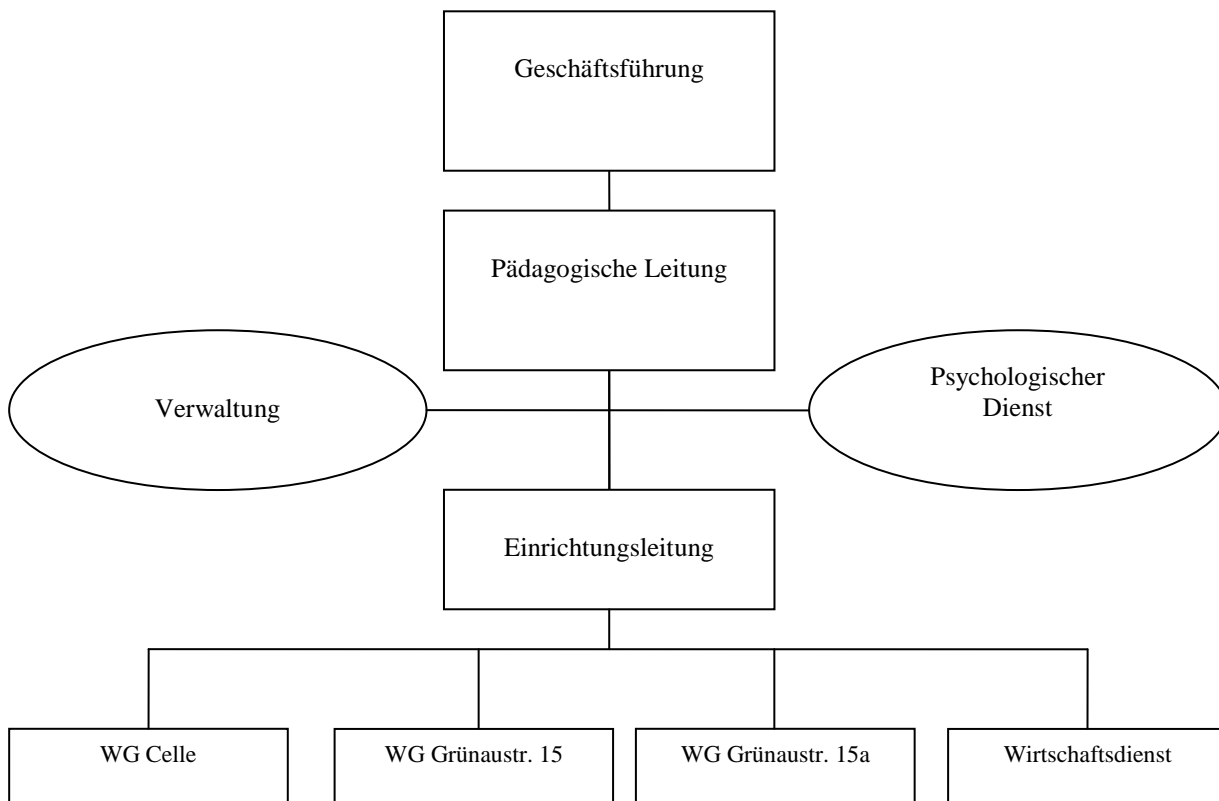 Geschäftsführung
Pädagogische Leitung
Verwaltung
Psychologischer
Dienst
Einrichtungsleitung
WG Celle
WG Grünaustr. 15
WG Grünaustr. 15a
Wirtschaftsdienst